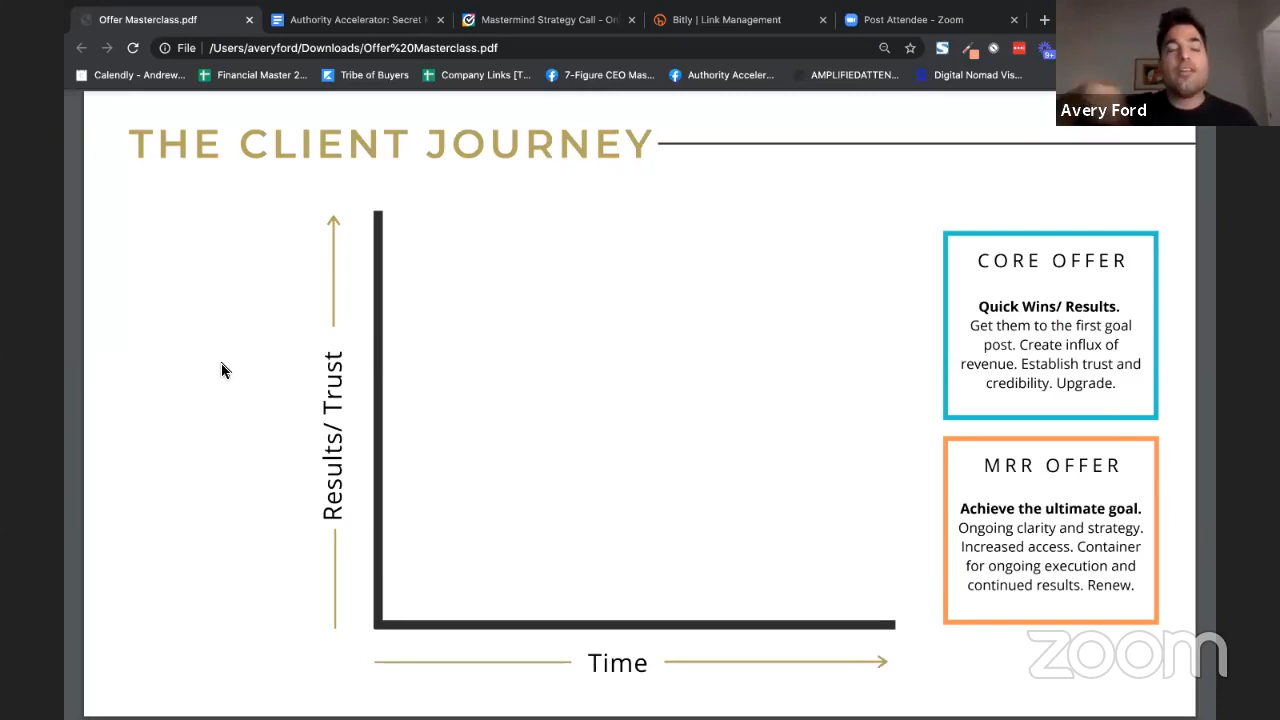 Offer Masterclass.pdf
Authority Accelerator: Secret
Mastermind Strategy Call - On
Bitly | Link Management
Post Attendee - Zoom
File
/Users/averyford/Downloads/Offer%20Masterclass.pdf
9+
Calendly - Andrew...
Financial Master 2...
Tribe of Buyers
Company Links [T...
7-Figure CEO Mas...
Authority Acceler...
AMPLIFIEDATTEN...
Digital Nomad Vis...
Avery Ford
THE CLIENT JOURNEY
Results/ Trust
Time
CORE OFFER
Quick Wins/ Results.
Get them to the first goal
post. Create influx of
revenue. Establish trust and
credibility. Upgrade.
MRR OFFER
Achieve the ultimate goal.
Ongoing clarity and strategy.
Increased access. Container
for ongoing execution and
continued results. Renew.
zoom